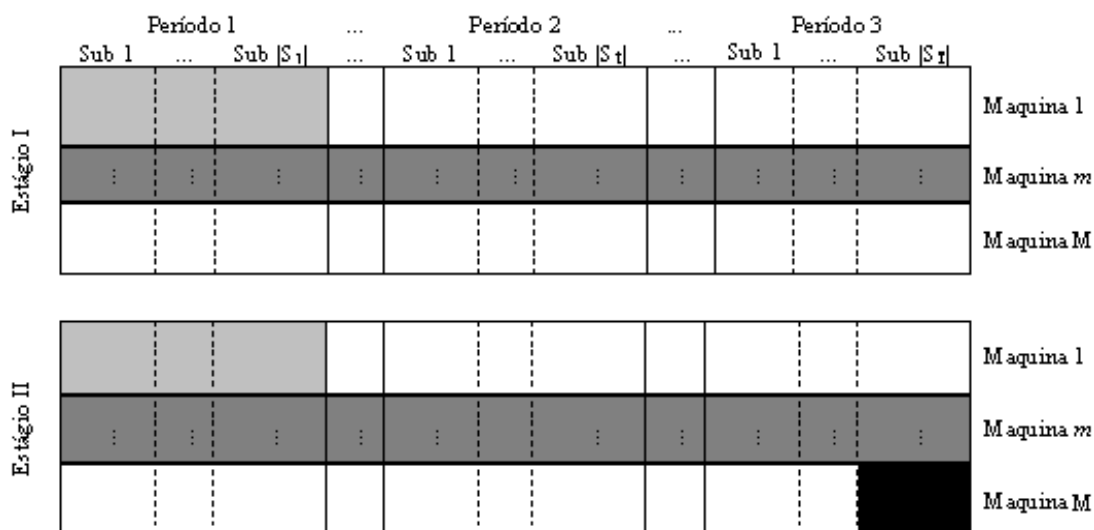 Período 1 ... Período 2 ... Período 3
Sub 1 ... Sub |S1| ... Sub 1 ... Sub |St| ... Sub 1 ... Sub |ST|
Estágio I
Maquina 1
⋮ ⋮ ⋮ ⋮ ⋮ ⋮ ⋮ ⋮ ⋮ ⋮ ⋮ Maquina m
Maquina M
Estágio II
Maquina 1
⋮ ⋮ ⋮ ⋮ ⋮ ⋮ ⋮ ⋮ ⋮ ⋮ Maquina m
Maquina M